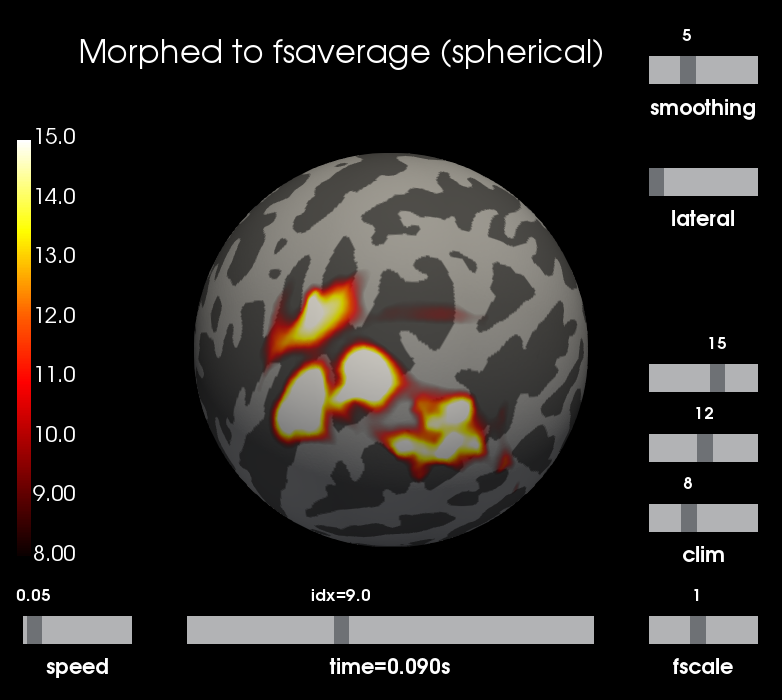 Morphed to fsaverage (spherical)
5
smoothing
lateral
15.0
14.0
13.0
12.0
11.0
10.0
9.00
8.00
15
12
8
clim
0.05
speed
idx=9.0
time=0.090s
1
fscale